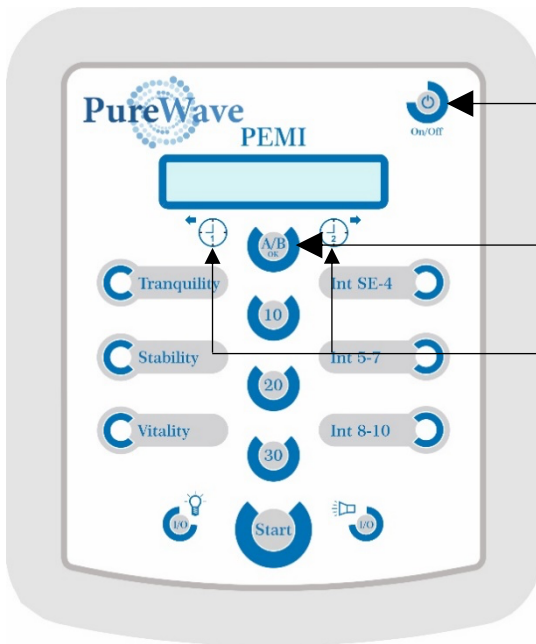 PureWave
PEMI
On/Off
1
A/B
OK
2
Tranquility
Int SE-4
10
Stability
Int 5-7
20
Vitality
Int 8-10
30
I/O
Start
I/O